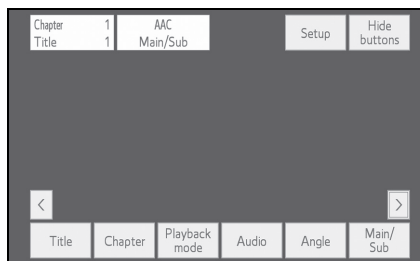 Chapter 1
Title 1
AAC
Main/Sub
Setup
Hide
buttons
<
>
Title
Chapter
Playback
mode
Audio
Angle
Main/
Sub